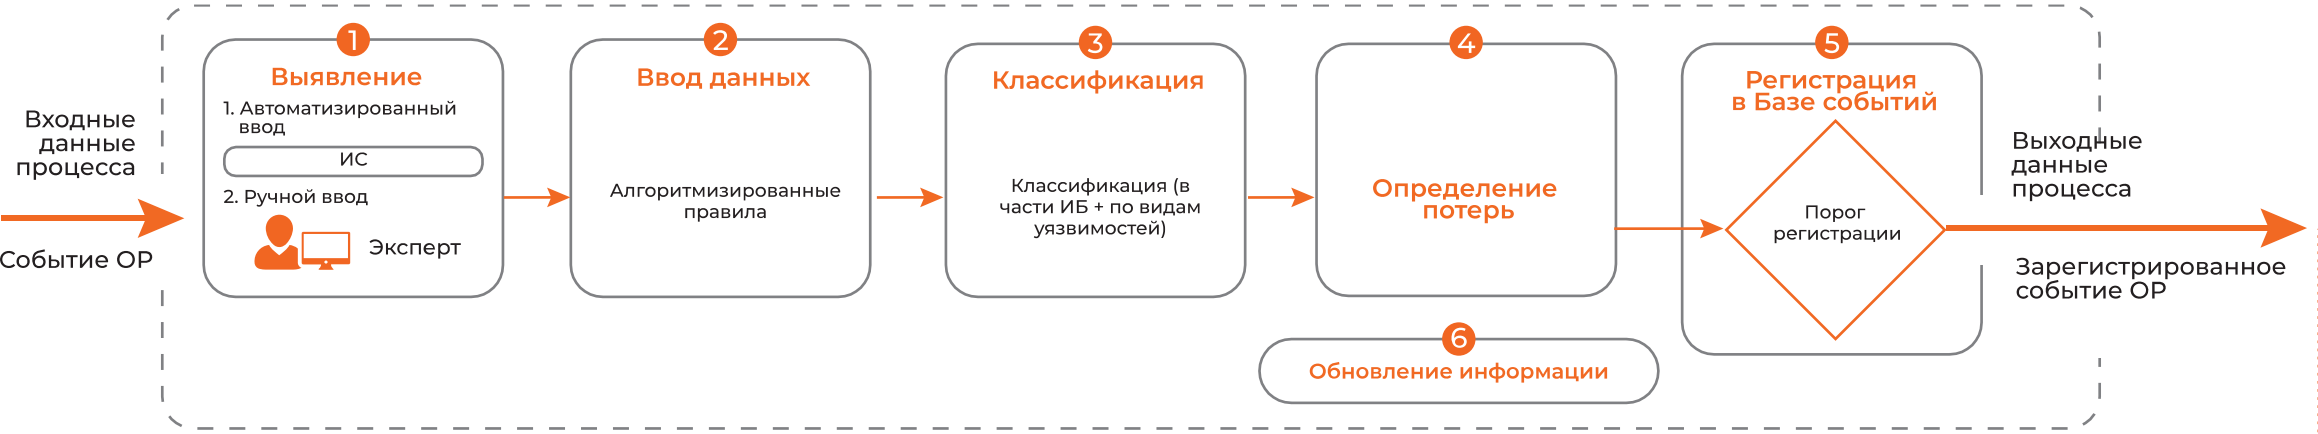 Входные
данные
процесса
Событие ОР
1
Выявление
1. Автоматизированный
ввод
ИС
2. Ручной ввод
Эксперт
2
Ввод данных
Алгоритмизированные
правила
3
Классификация
Классификация (в
части ИБ + по видам
уязвимостей)
4
Определение
потерь
5
Регистрация
в Базе событий
Порог
регистрации
6
Обновление информации
Выходные
данные
процесса
Зарегистрированное
событие ОР